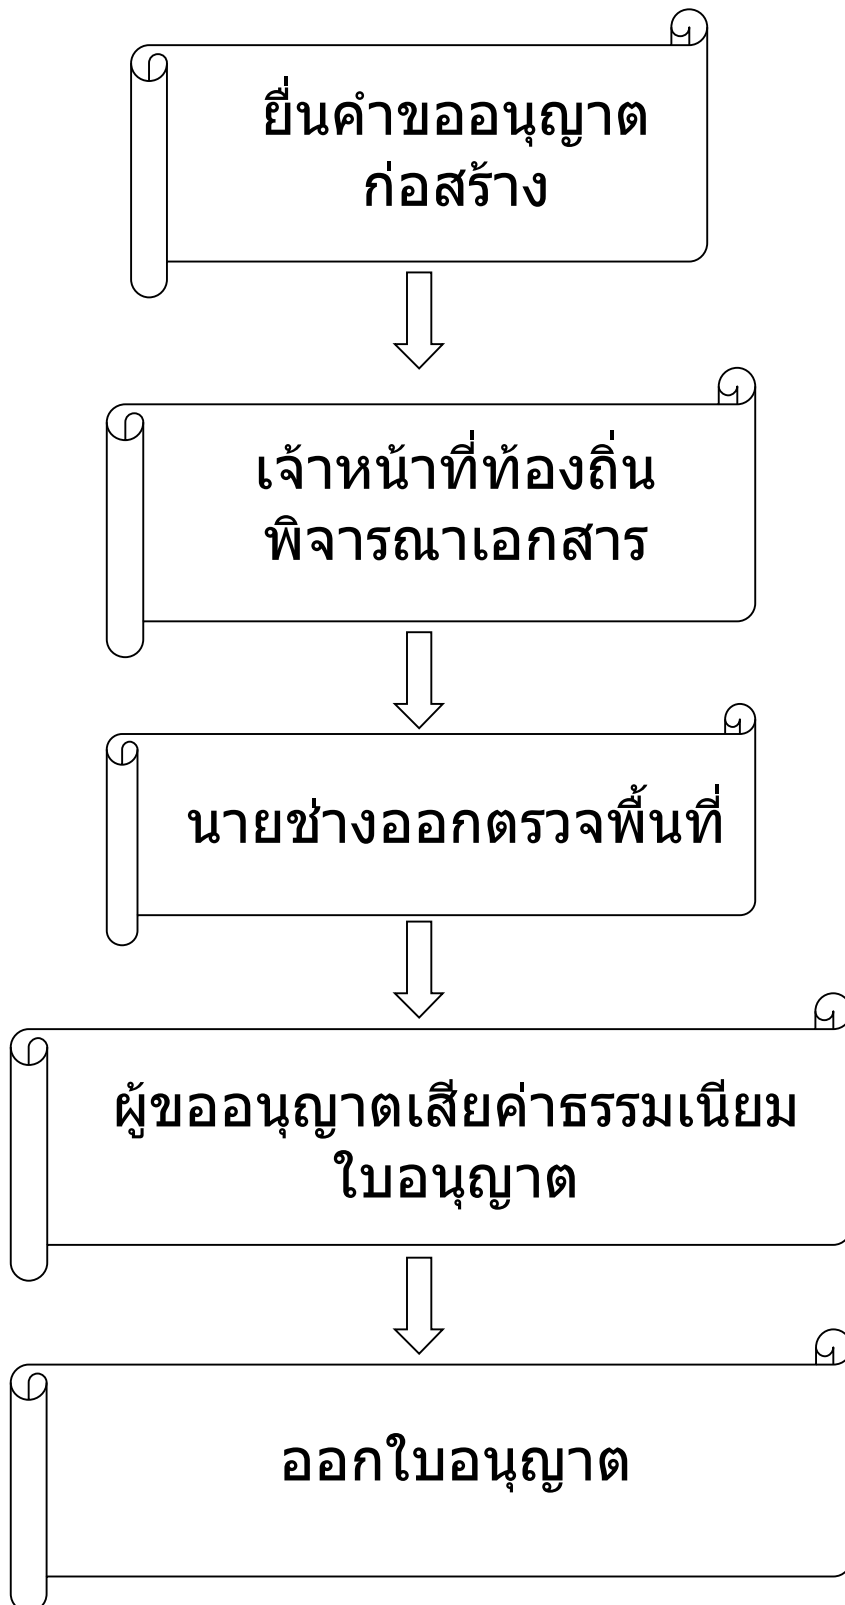 ยื่นคำขออนุญาต
ก่อสร้าง
เจ้าหน้าที่ท้องถิ่น
พิจารณาเอกสาร
นายช่างออกตรวจพื้นที่
ผู้ขออนุญาตเสียค่าธรรมเนียม
ใบอนุญาต
ออกใบอนุญาต